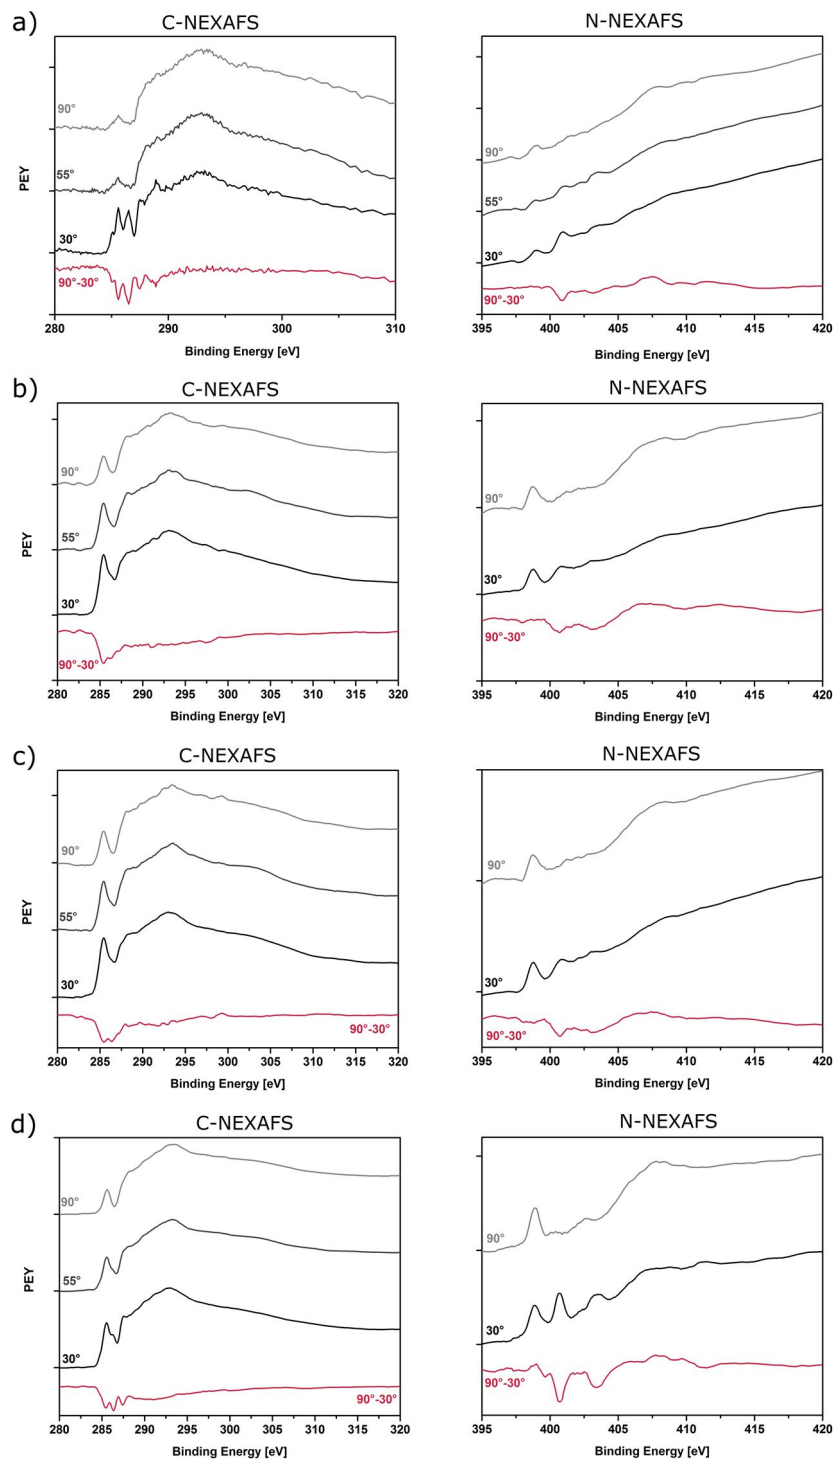 a)
C-NEXAFS
N-NEXAFS
PEY
90°
55°
30°
90°-30°
280 290 300 310
Binding Energy [eV]
90°
55°
30°
90°-30°
395 400 405 410 415 420
Binding Energy [eV]
b)
C-NEXAFS
N-NEXAFS
PEY
90°
55°
30°
90°-30°
280 285 290 295 300 305 310 315 320
Binding Energy [eV]
90°
30°
90°-30°
395 400 405 410 415 420
Binding Energy [eV]
c)
C-NEXAFS
N-NEXAFS
PEY
90°
55°
30°
90°-30°
280 285 290 295 300 305 310 315 320
Binding Energy [eV]
90°
30°
90°-30°
395 400 405 410 415 420
Binding Energy [eV]
d)
C-NEXAFS
N-NEXAFS
PEY
90°
55°
30°
90°-30°
280 285 290 295 300 305 310 315 320
Binding Energy [eV]
90°
30°
90°-30°
395 400 405 410 415 420
Binding Energy [eV]